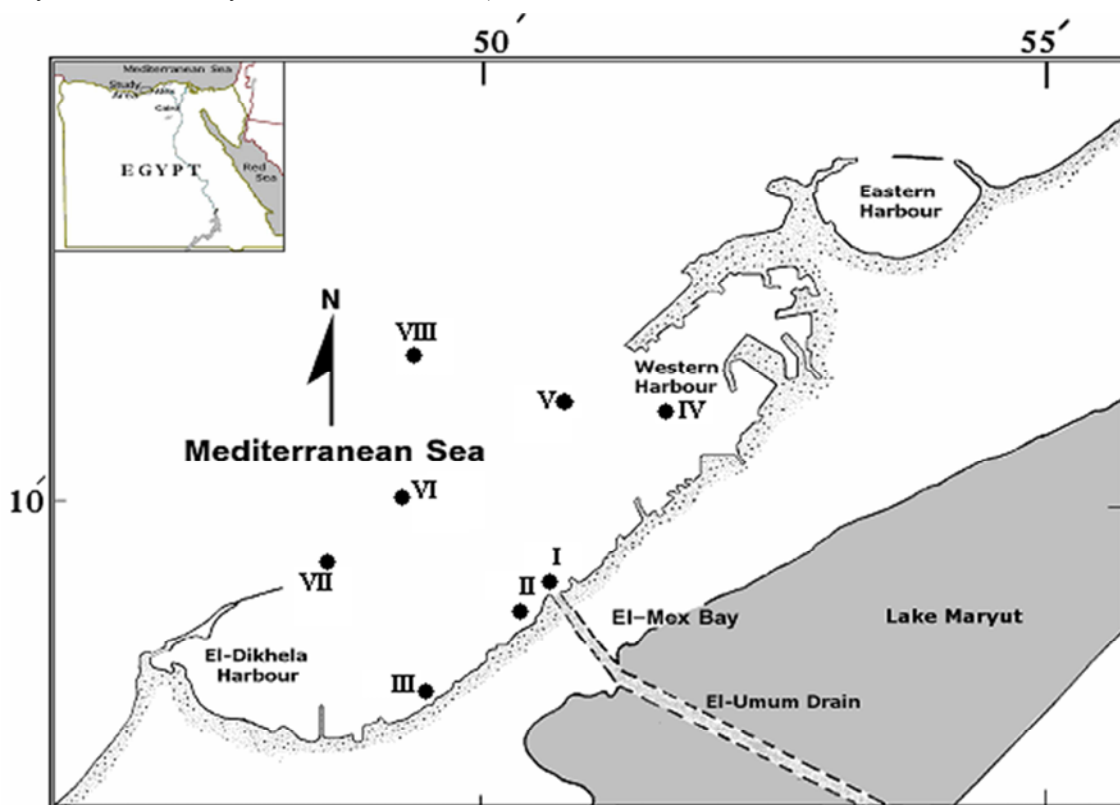 50′
55′
Mediterranean Sea
Study
Area
Cairo
EGYPT
Red
Sea
Eastern
Harbour
N
VIII
Western
Harbour
V
IV
Mediterranean Sea
10′
VI
VII
I
II
El-Mex Bay
Lake Maryut
El-Dikhela
Harbour
III
El-Umum Drain